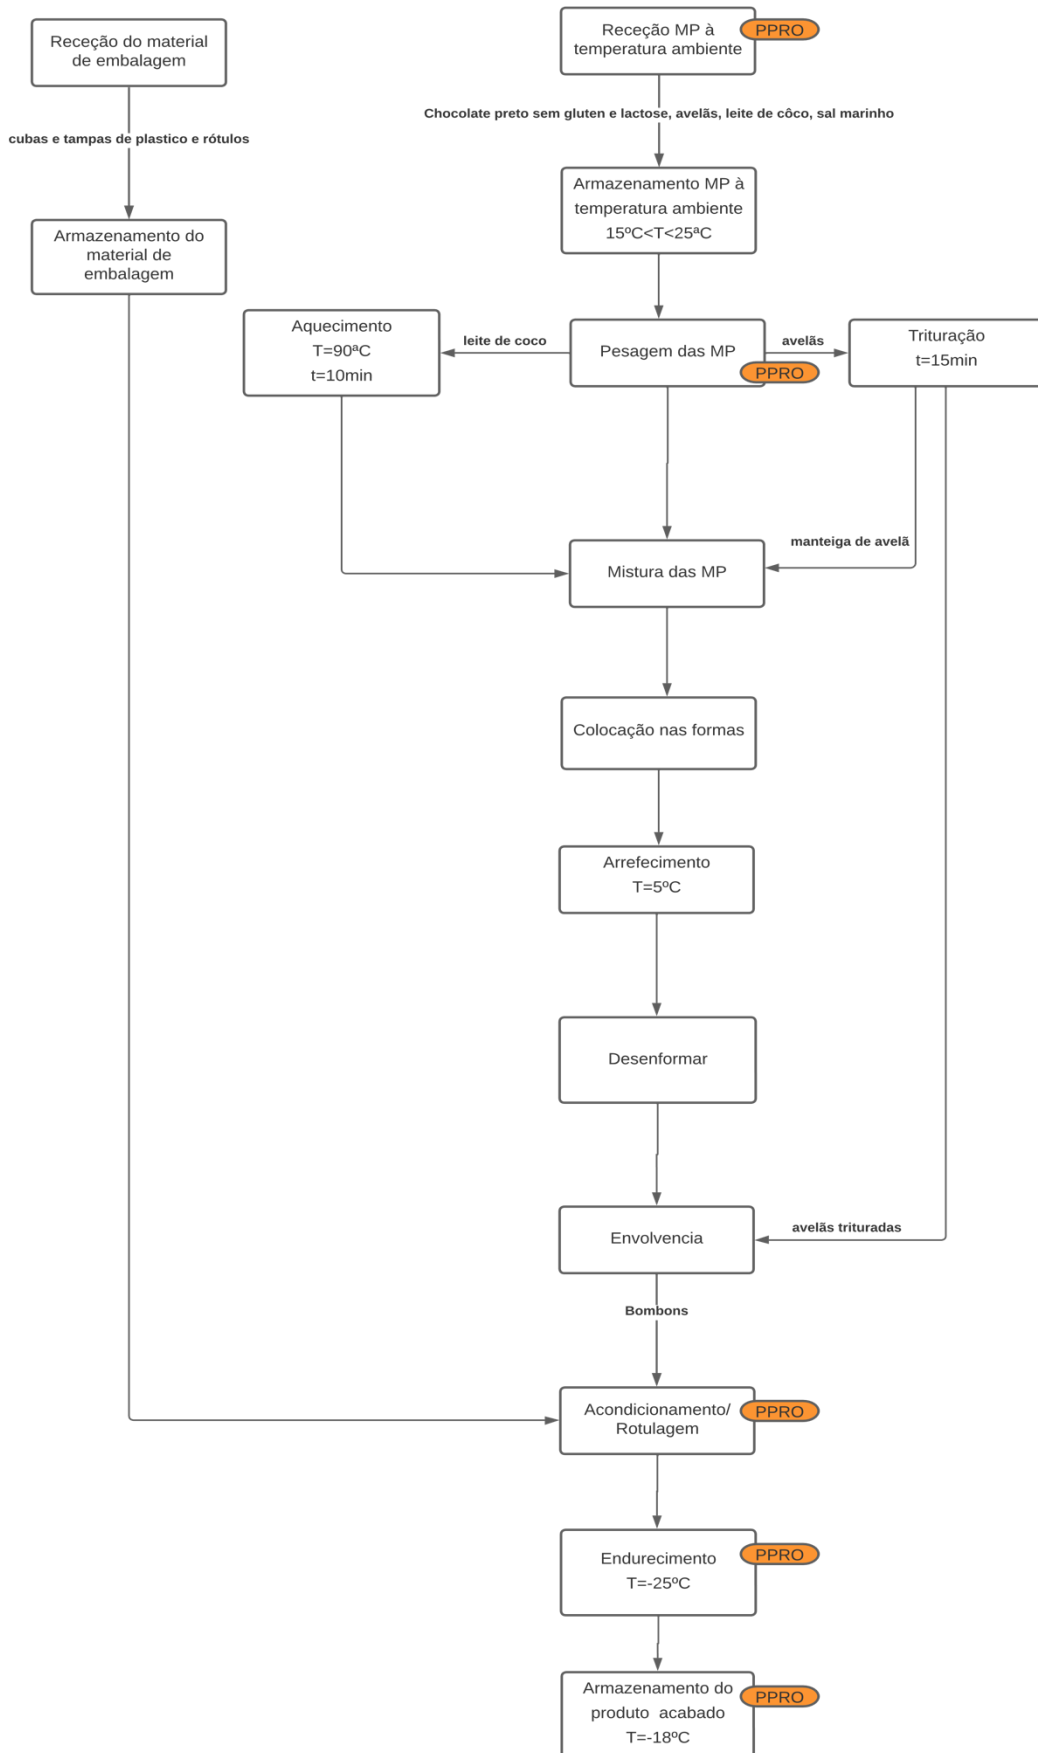 Receção do material
de embalagem
Receção MP à
temperatura ambiente
PPRO
Chocolate preto sem gluten e lactose, avelãs, leite de côco, sal marinho
cubas e tampas de plastico e rótulos
Armazenamento MP à
temperatura ambiente
15ºC<T<25ªC
Armazenamento do
material de
embalagem
Aquecimento
T=90ªC
t=10min
leite de coco
Pesagem das MP
PPRO
avelãs
Trituração
t=15min
manteiga de avelã
Mistura das MP
Colocação nas formas
Arrefecimento
T=5ºC
Desenformar
Envolvencia
avelãs trituradas
Bombons
Acondicionamento/
Rotulagem
PPRO
Endurecimento
T=-25ºC
PPRO
Armazenamento do
produto acabado
T=-18ºC
PPRO